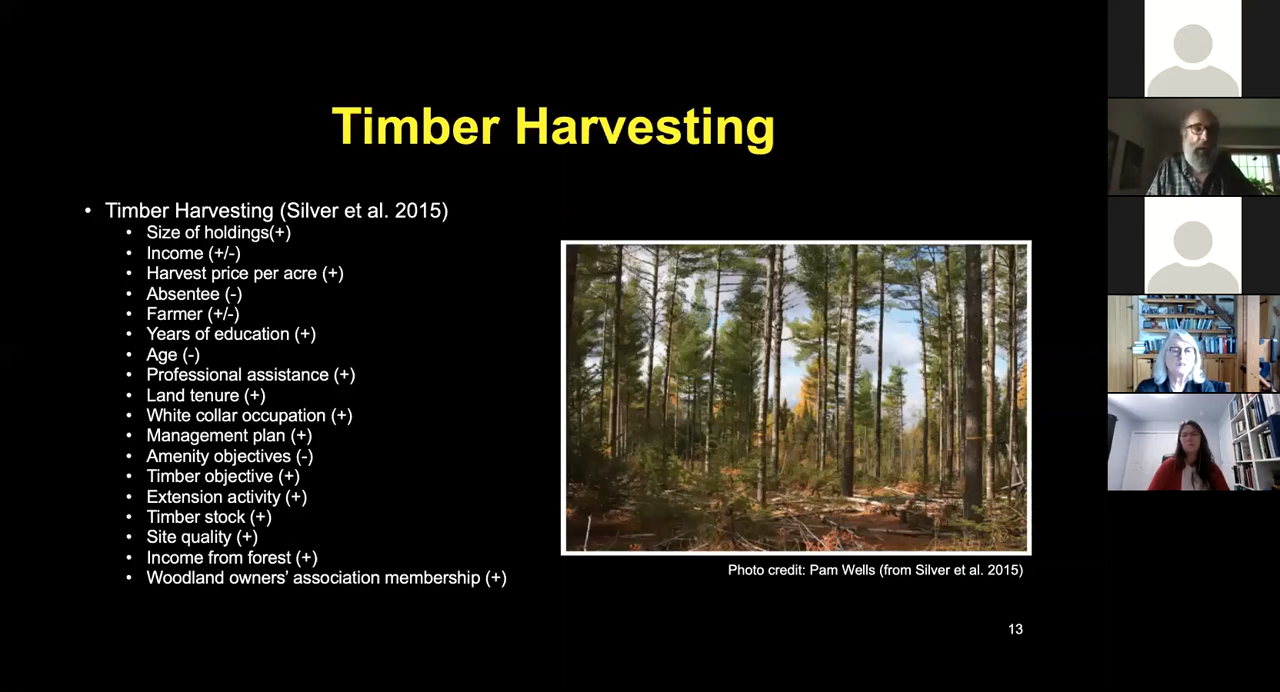 Timber Harvesting
• Timber Harvesting (Silver et al. 2015)
• Size of holdings(+)
• Income (+/-)
• Harvest price per acre (+)
• Absentee (-)
• Farmer (+/-)
• Years of education (+)
• Age (-)
• Professional assistance (+)
• Land tenure (+)
• White collar occupation (+)
• Management plan (+)
• Amenity objectives (-)
• Timber objective (+)
• Extension activity (+)
• Timber stock (+)
• Site quality (+)
• Income from forest (+)
• Woodland owners’ association membership (+)
Photo credit: Pam Wells (from Silver et al. 2015)
13